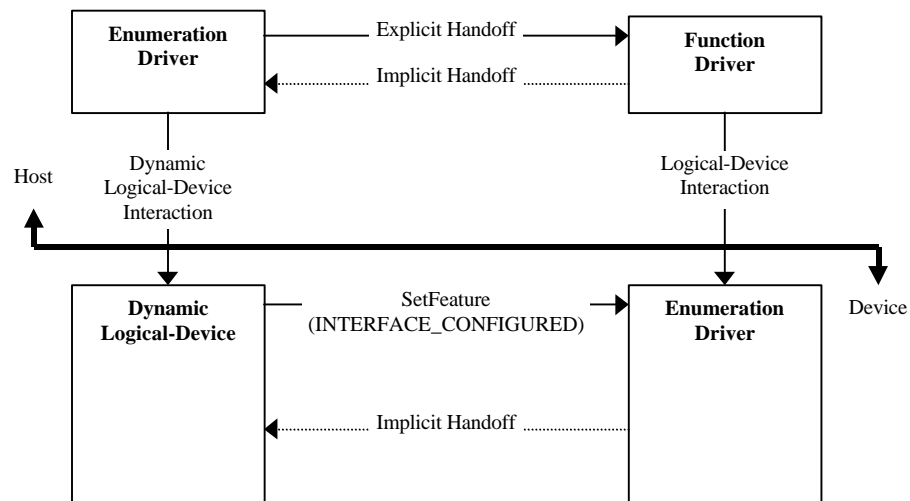 Enumeration
Driver
Explicit Handoff
Implicit Handoff
Function
Driver
Dynamic
Logical-Device
Interaction
Logical-Device
Interaction
Host
Dynamic
Logical-Device
SetFeature
(INTERFACE_CONFIGURED)
Enumeration
Driver
Device
Implicit Handoff